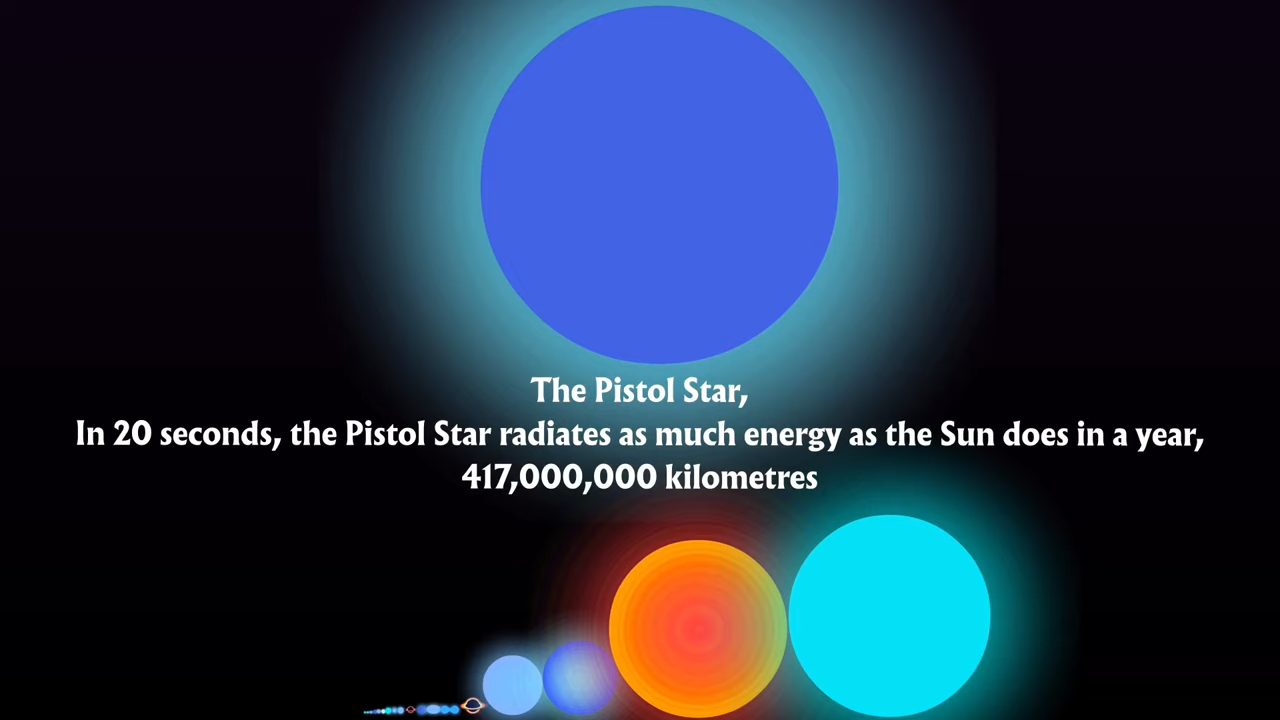 The Pistol Star,
In 20 seconds, the Pistol Star radiates as much energy as the Sun does in a year,
417,000,000 kilometres